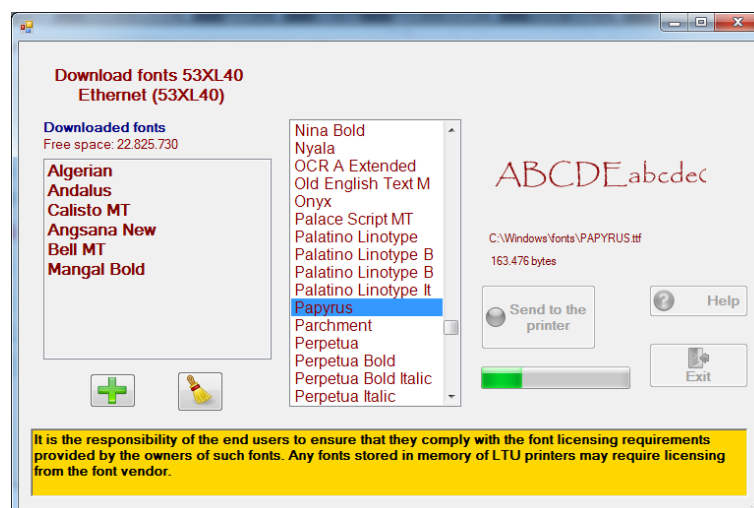 Download fonts 53XL40
Ethernet (53XL40)
Downloaded fonts
Free space: 22.825.730
Algerian
Andalus
Calisto MT
Angsana New
Bell MT
Mangal Bold
Nina Bold
Nyala
OCR A Extended
Old English Text M
Onyx
Palace Script MT
Palatino Linotype
Palatino Linotype B
Palatino Linotype B
Palatino Linotype It
Papyrus
Parchment
Perpetua
Perpetua Bold
Perpetua Bold Italic
Perpetua Italic
ABCDEabcde
C:\Windows\fonts\PAPYRUS.ttf
163.476 bytes
Send to the
printer
Help
Exit
It is the responsibility of the end users to ensure that they comply with the font licensing requirements
provided by the owners of such fonts. Any fonts stored in memory of LTU printers may require licensing
from the font vendor.